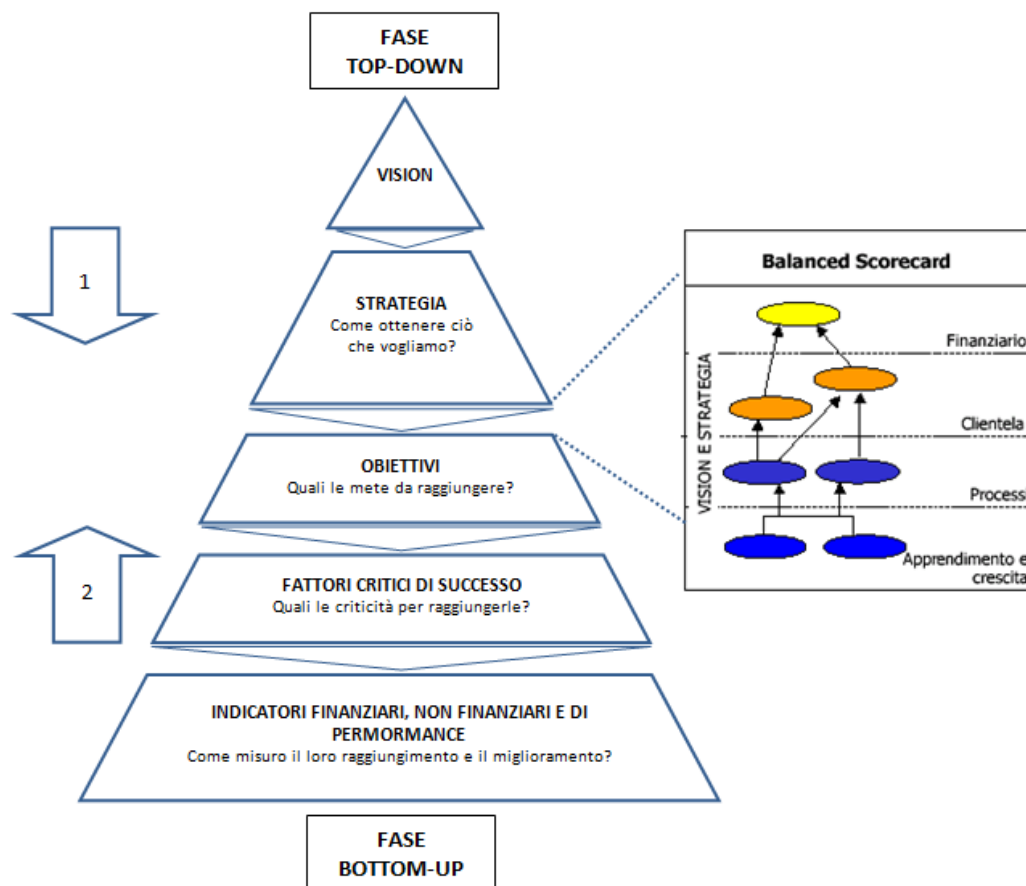 FASE
TOP-DOWN
VISION
1
STRATEGIA
Come ottenere ciò
che vogliamo?
OBIETTIVI
Quali le mete da raggiungere?
2
FATTORI CRITICI DI SUCCESSO
Quali le criticità per raggiungerle?
INDICATORI FINANZIARI, NON FINANZIARI E DI
PERMORMANCE
Come misuro il loro raggiungimento e il miglioramento?
FASE
BOTTOM-UP
Balanced Scorecard
VISION E STRATEGIA
Finanziario
Clientela
Processi
Apprendimento e
crescita